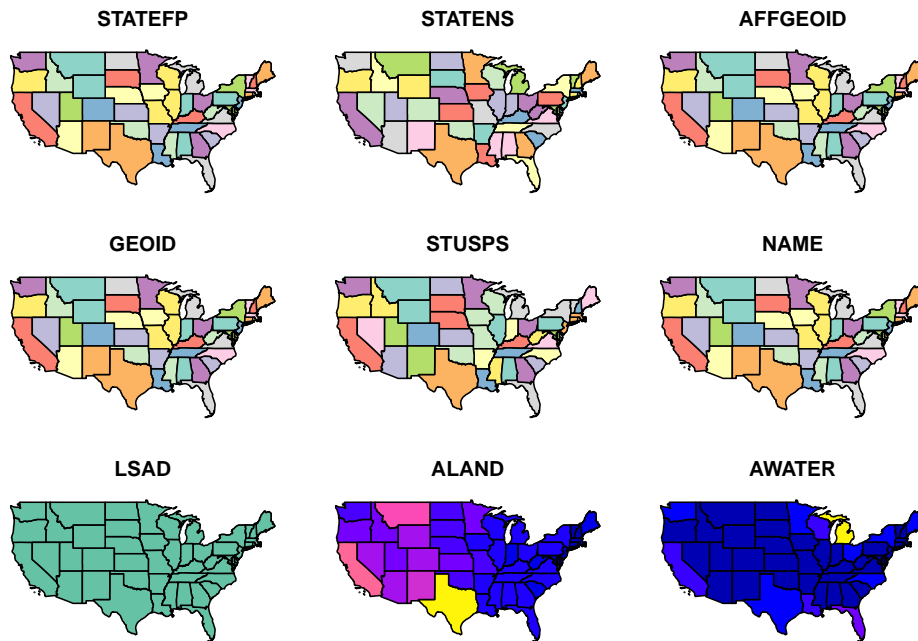 STATEFP STATENS AFFGEOID
GEOID STUSPS NAME
LSAD ALAND AWATER